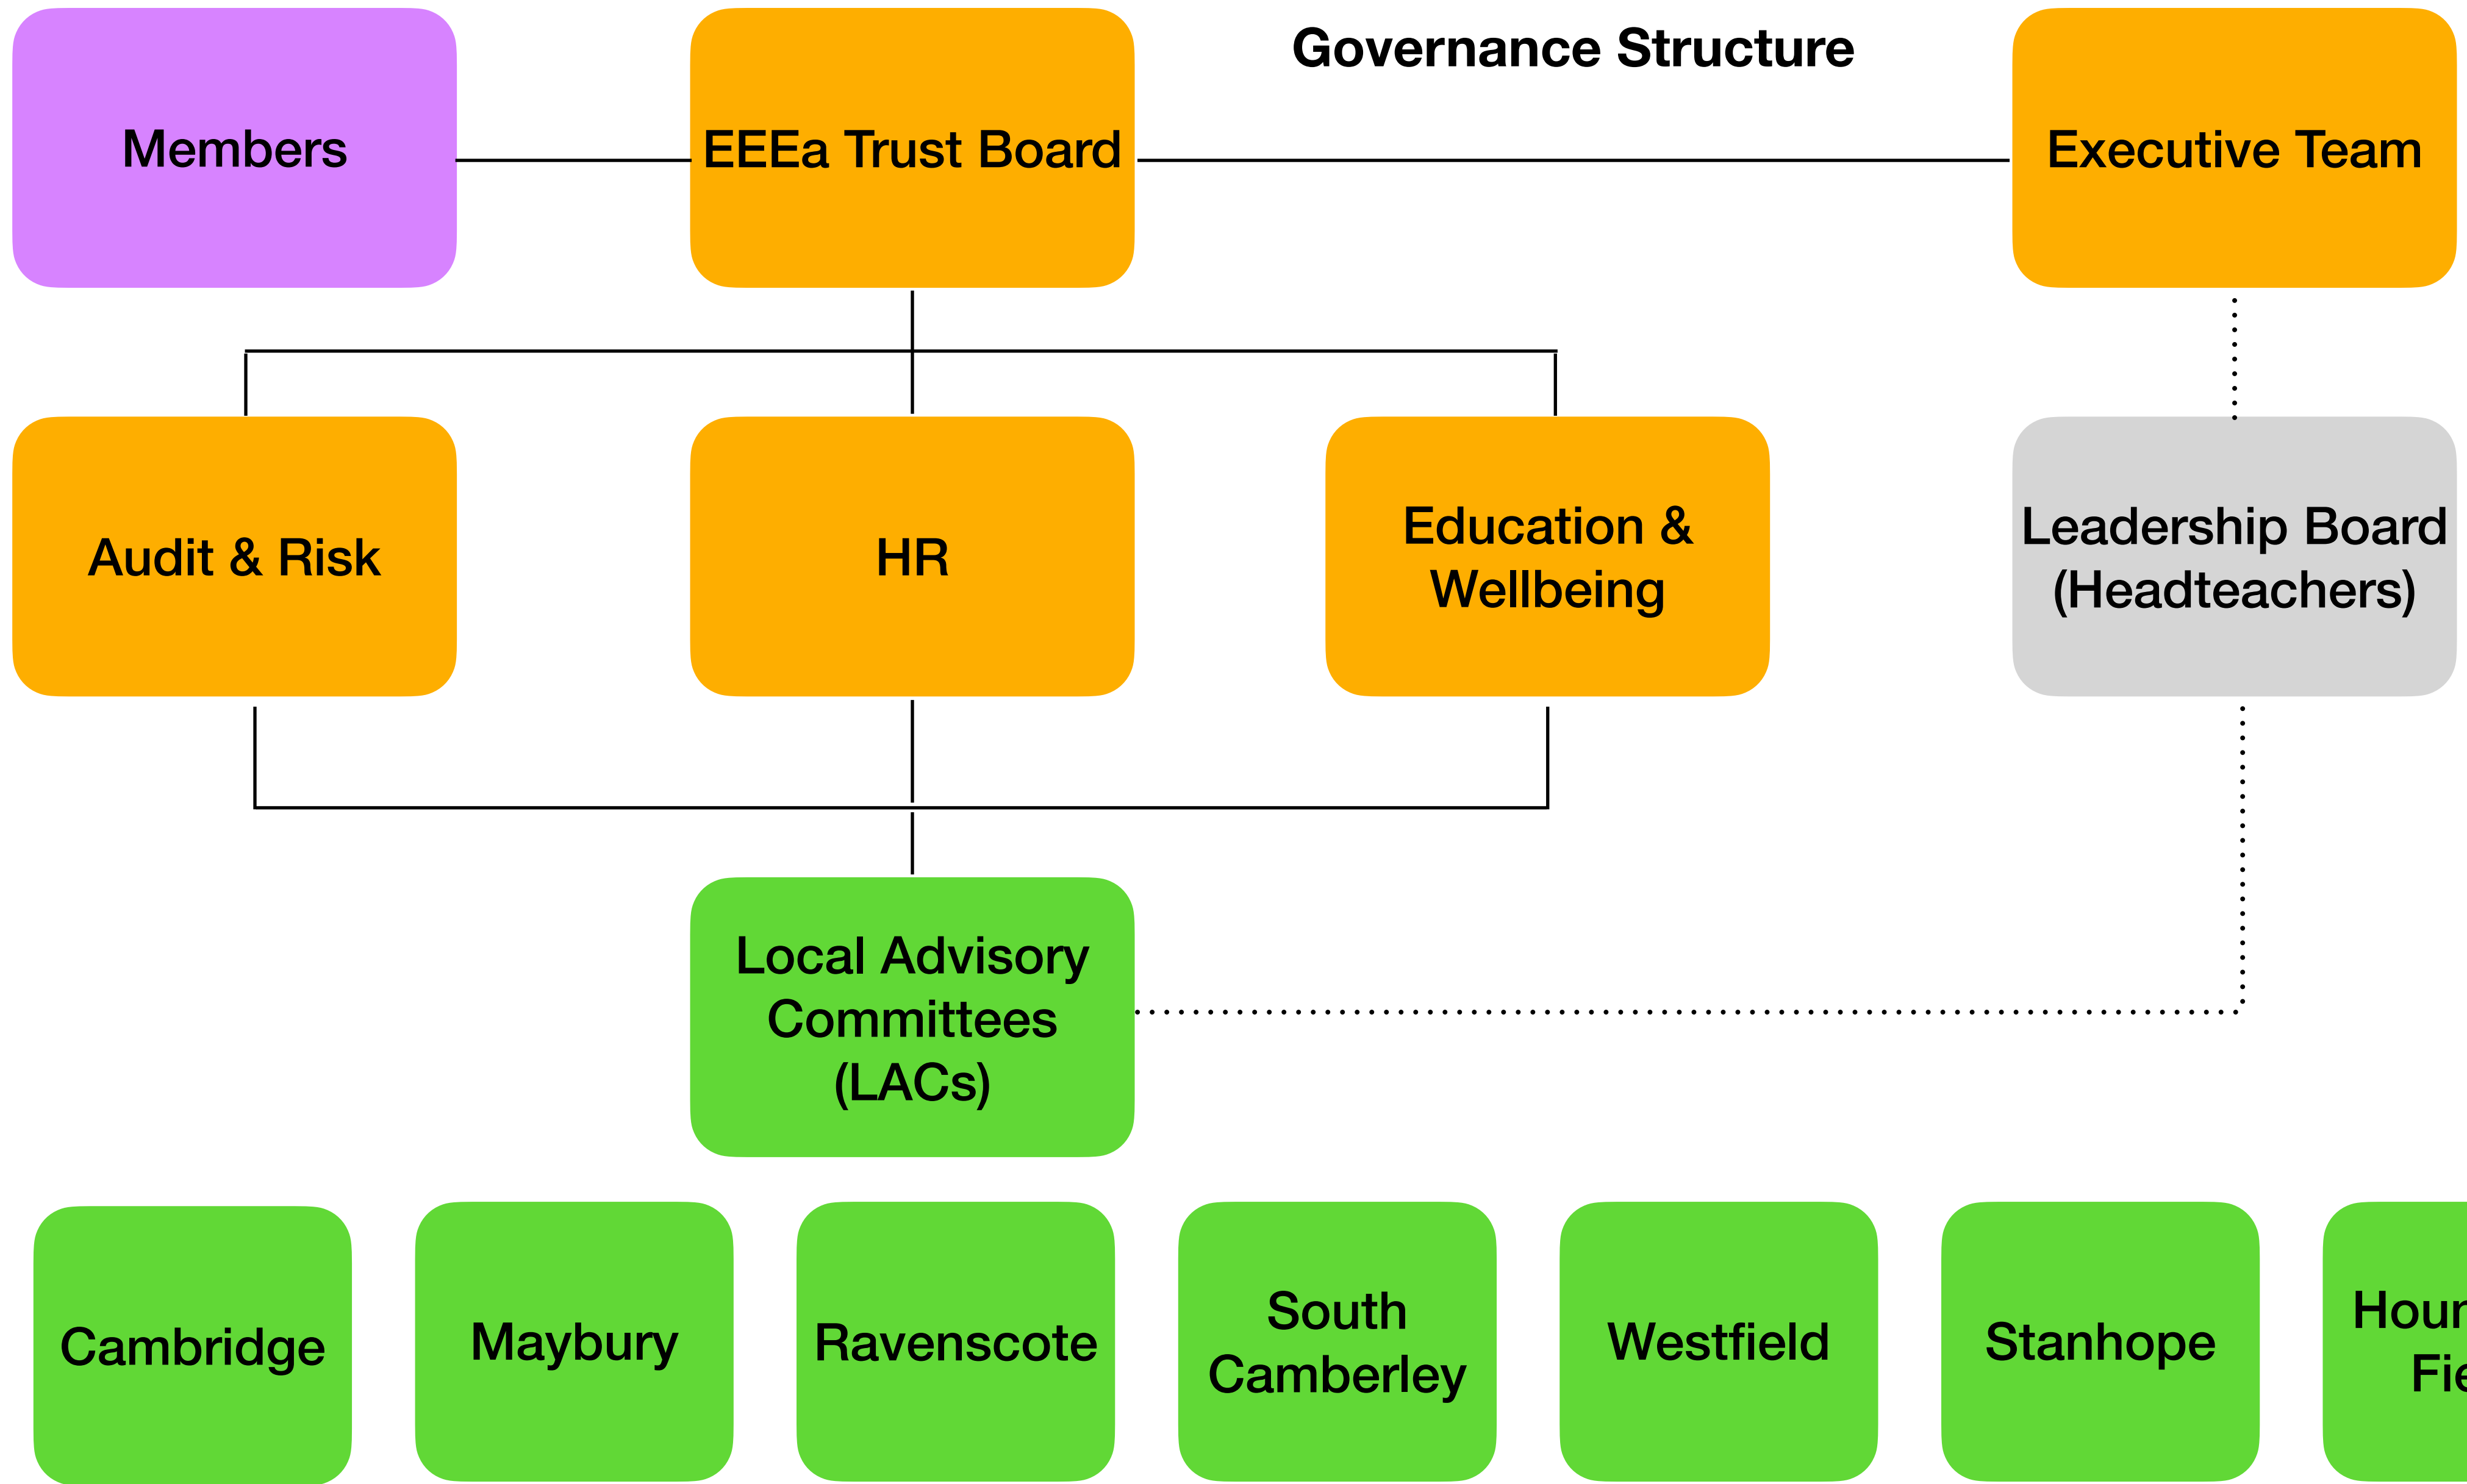 Governance Structure
Members
EEEa Trust Board
Executive Team
Audit & Risk
HR
Education &
Wellbeing
Leadership Board
(Headteachers)
Local Advisory
Committees
(LACs)
Cambridge
Maybury
Ravenscote
South
Camberley
Westfield
Stanhope